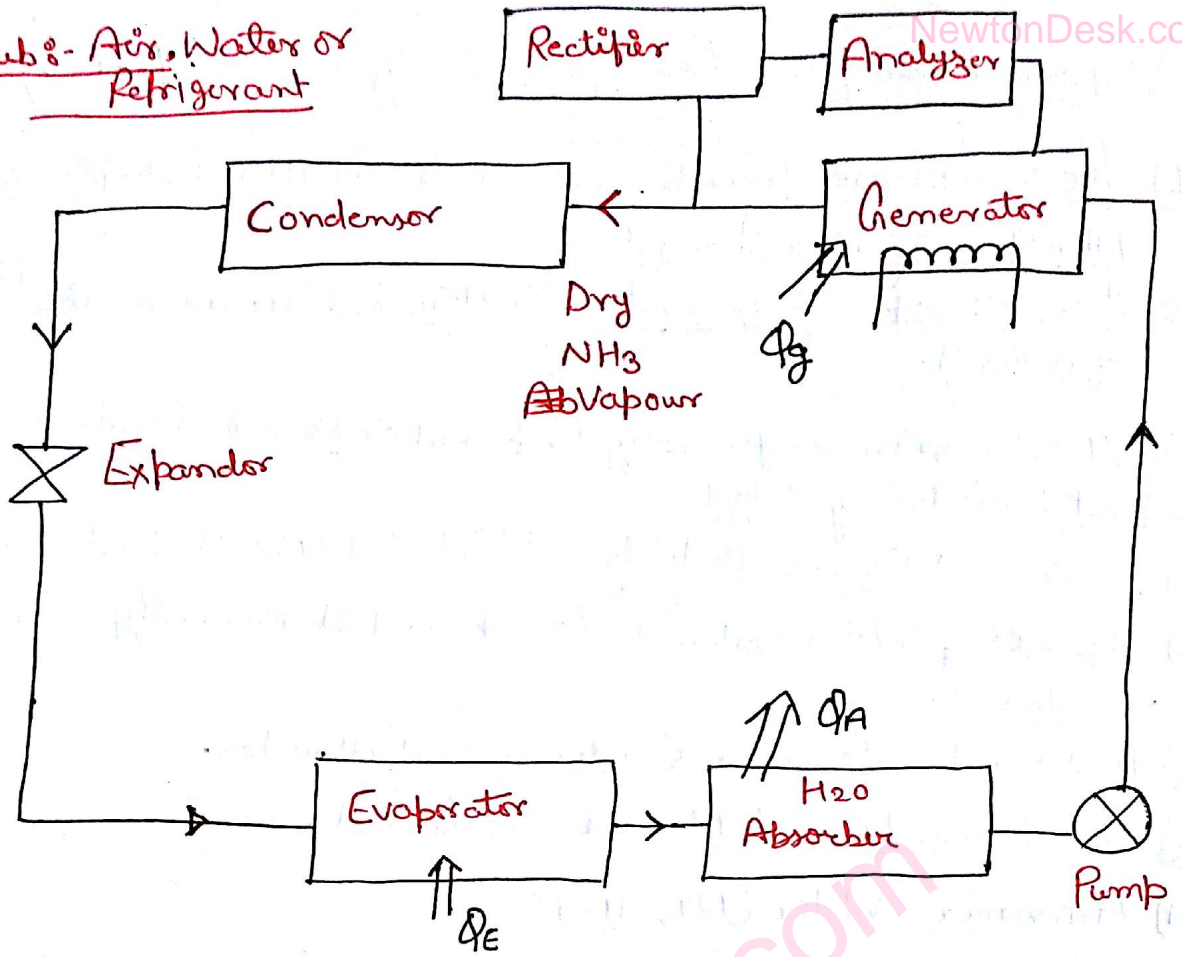 ub:- Air, Water or
Refrigerant
NewtonDesk.co
Rectifier
Analyzer
Condensor
Generator
Dry
NH3
Vapour
Qg
Expandor
QA
Evaporator
H2O
Absorber
Pump
QE
com